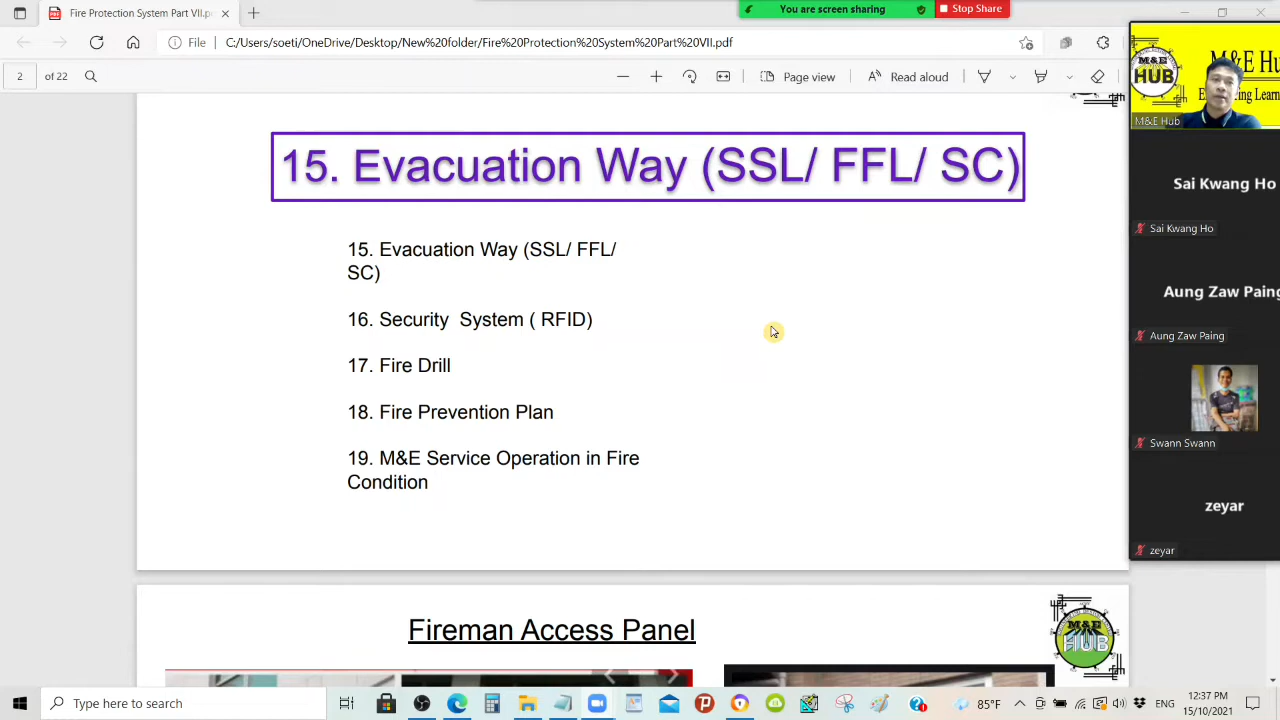 Fire Protection System Part VII.p
You are screen sharing
Stop Share
File
C:/Users/soeti/OneDrive/Desktop/New%20folder/Fire%20Protection%20System%20Part%20VII.pdf
2
of 22
Page view
Read aloud
M&E Hu
M&E
HUB
Learn
M&E Hub
15. Evacuation Way (SSL/ FFL/ SC)
15. Evacuation Way (SSL/ FFL/
SC)
16. Security System ( RFID)
17. Fire Drill
18. Fire Prevention Plan
19. M&E Service Operation in Fire
Condition
Sai Kwang Ho
Sai Kwang Ho
Aung Zaw Paing
Aung Zaw Paing
Swann Swann
zeyar
zeyar
Fireman Access Panel
M&E
HUB
Type here to search
85°F
ENG
12:37 PM
15/10/2021